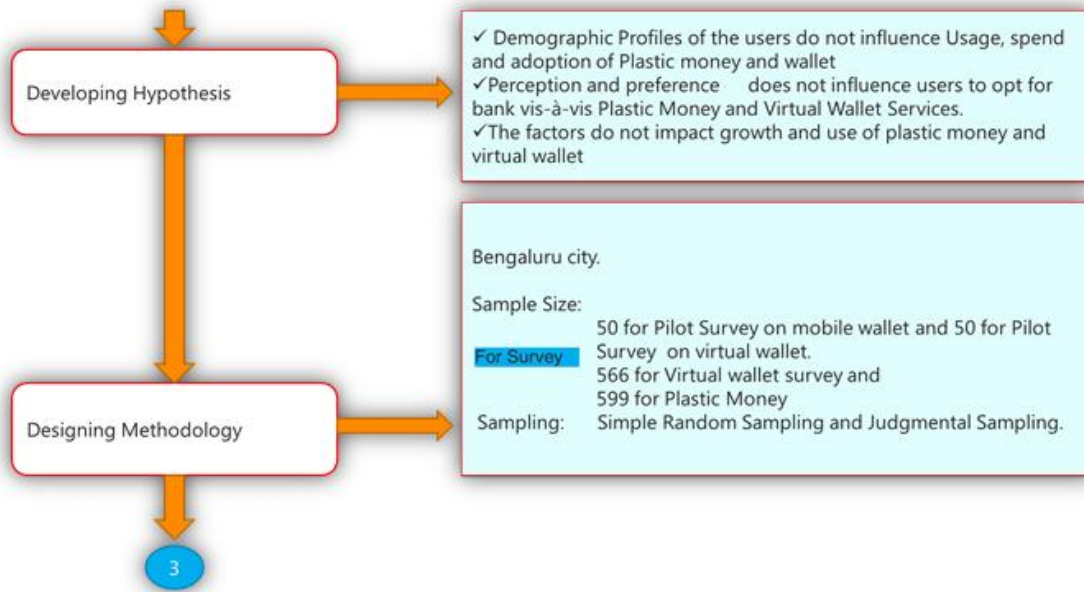 Developing Hypothesis
✓ Demographic Profiles of the users do not influence Usage, spend
and adoption of Plastic money and wallet
✓Perception and preference does not influence users to opt for
bank vis-à-vis Plastic Money and Virtual Wallet Services.
✓The factors do not impact growth and use of plastic money and
virtual wallet
Designing Methodology
Bengaluru city.
Sample Size:
50 for Pilot Survey on mobile wallet and 50 for Pilot
For Survey Survey on virtual wallet.
566 for Virtual wallet survey and
599 for Plastic Money
Sampling: Simple Random Sampling and Judgmental Sampling.
3